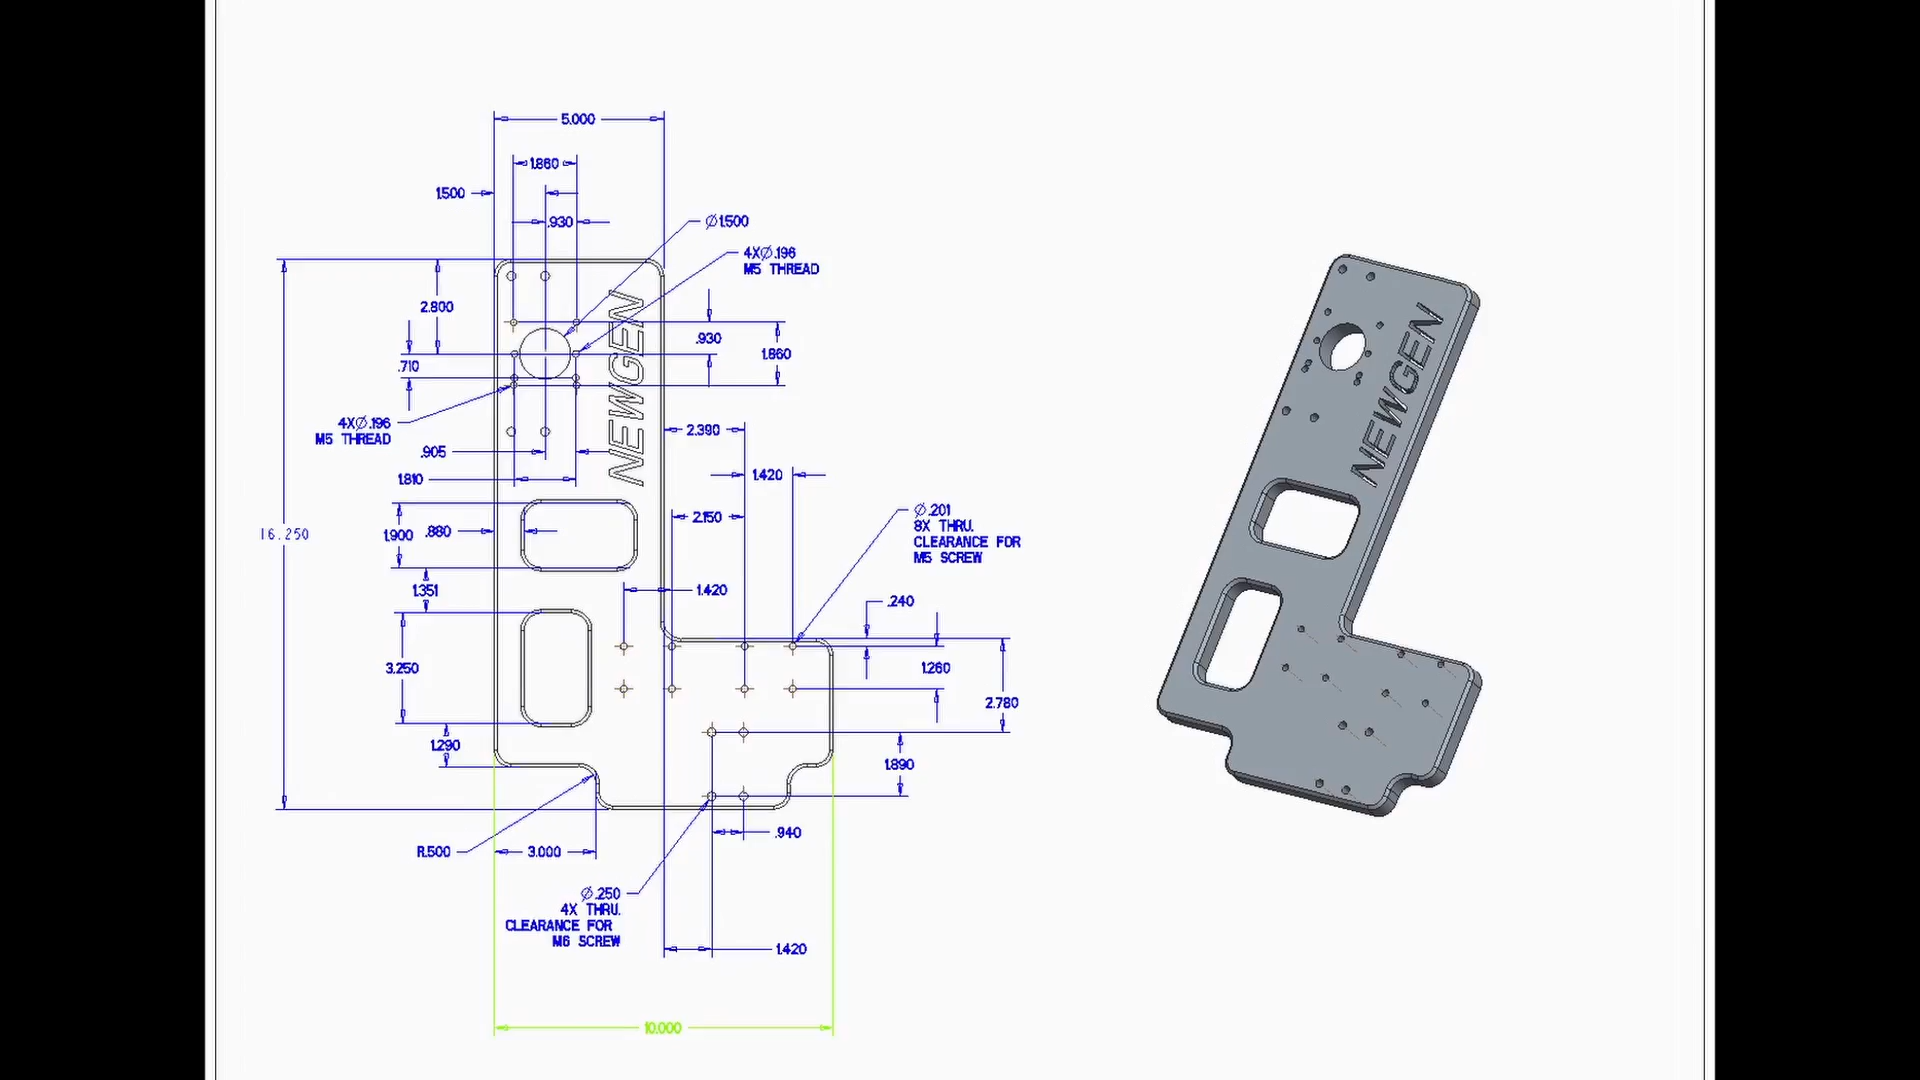 5.000
1.860
1.500
.930
Ø1.500
4XØ.196
M5 THREAD
2.800
.930
1.860
.710
4XØ.196
M5 THREAD
.905
1.810
NEWGEN
2.390
1.420
2.150
1.900
.880
16.250
1.351
1.420
Ø.201
8X THRU.
CLEARANCE FOR
M5 SCREW
.240
1.260
2.780
3.250
1.290
1.890
.940
R.500
3.000
Ø.250
4X THRU.
CLEARANCE FOR
M6 SCREW
1.420
10.000
NEWGEN